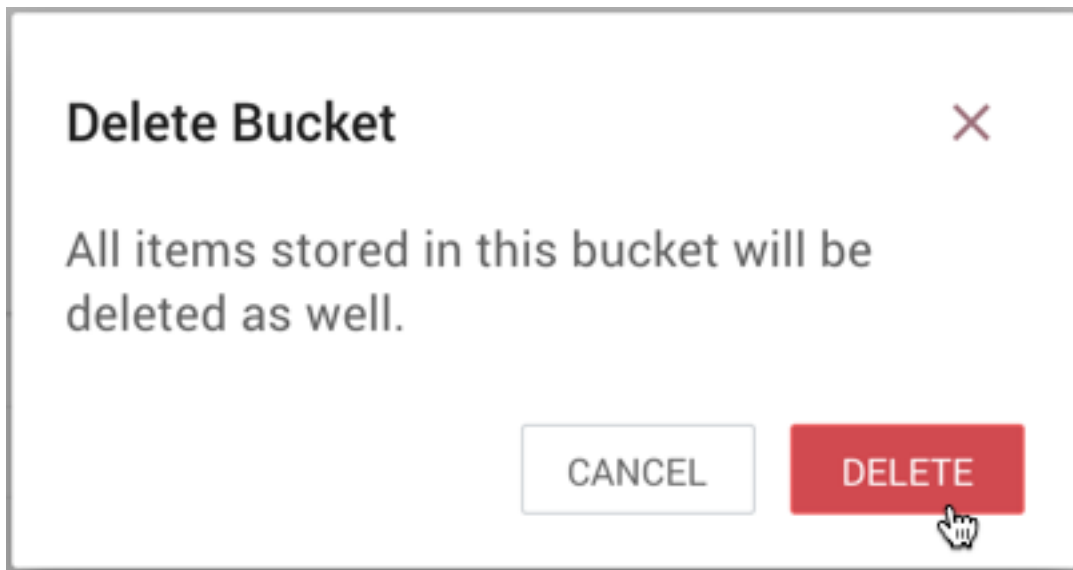 Delete Bucket
All items stored in this bucket will be
deleted as well.
CANCEL
DELETE